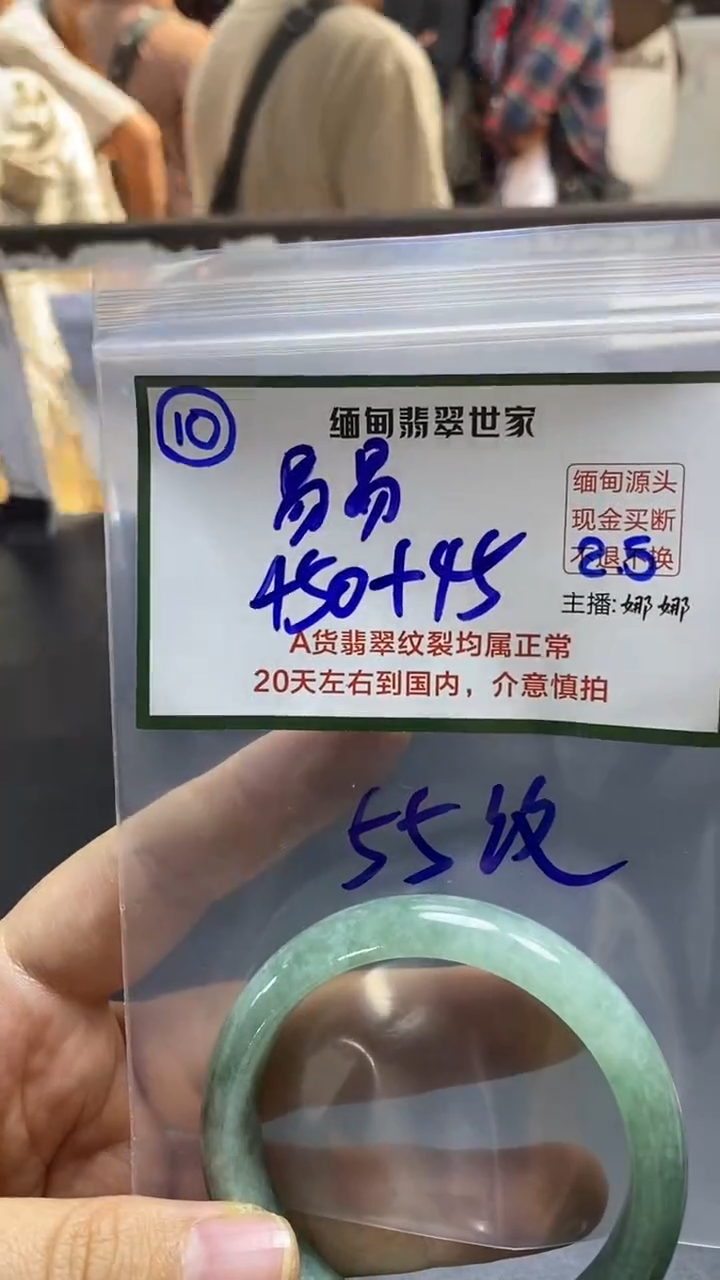 10
缅甸翡翠世家
易易
450+45
缅甸源头
现金买断
不退不换
2.5
主播:娜娜
A货翡翠纹裂均属正常
20天左右到国内，介意慎拍
55纹